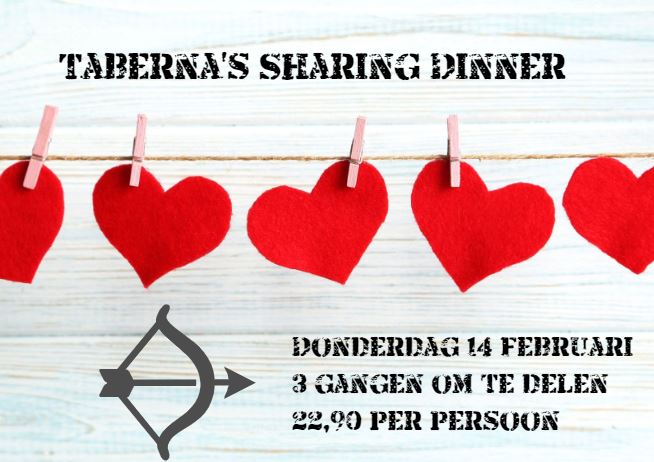 TABERNA'S SHARING DINNER
DONDERDAG 14 FEBRUARI
3 GANGEN OM TE DELEN
22,90 PER PERSOON